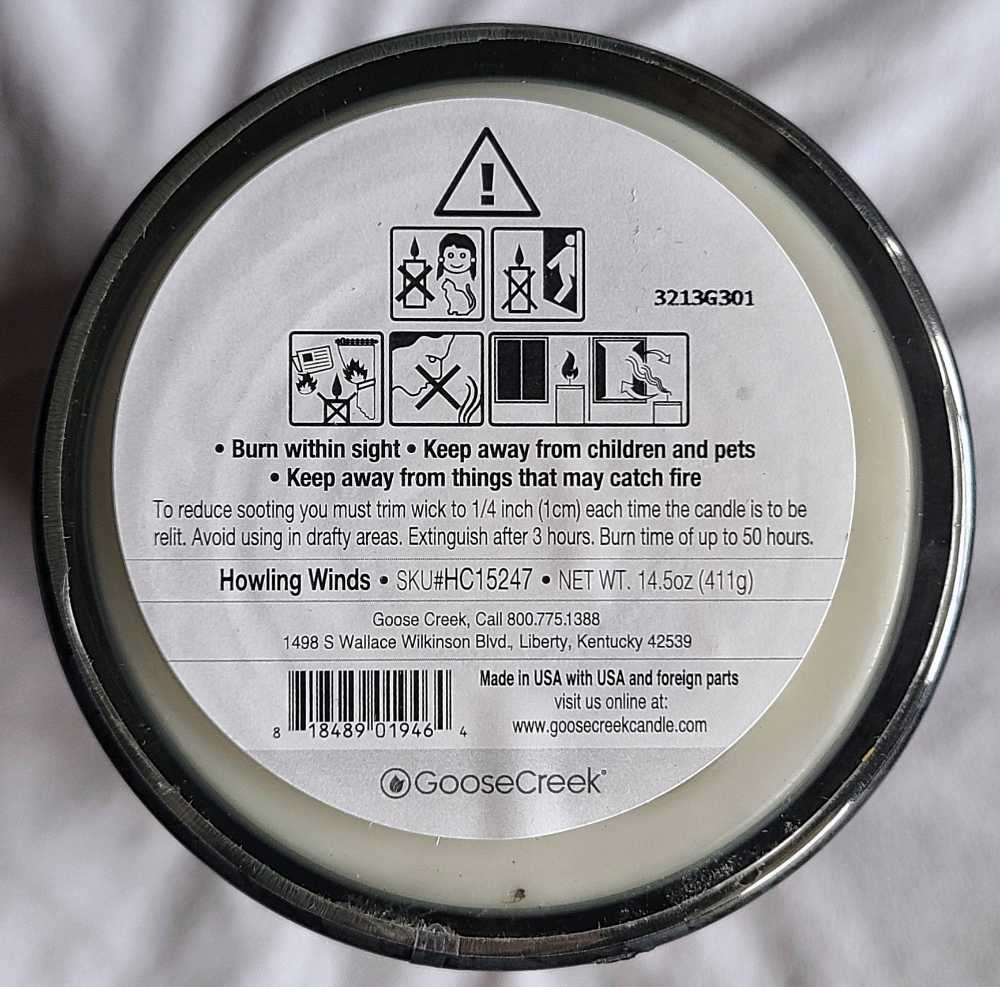 !
3213G301
• Burn within sight • Keep away from children and pets
• Keep away from things that may catch fire
To reduce sooting you must trim wick to 1/4 inch (1cm) each time the candle is to be
relit. Avoid using in drafty areas. Extinguish after 3 hours. Burn time of up to 50 hours.
Howling Winds • SKU#HC15247 • NET WT. 14.5oz (411g)
Goose Creek, Call 800.775.1388
1498 S Wallace Wilkinson Blvd., Liberty, Kentucky 42539
Made in USA with USA and foreign parts
visit us online at:
www.goosecreekcandle.com
8 18489 01946 4
GooseCreek®